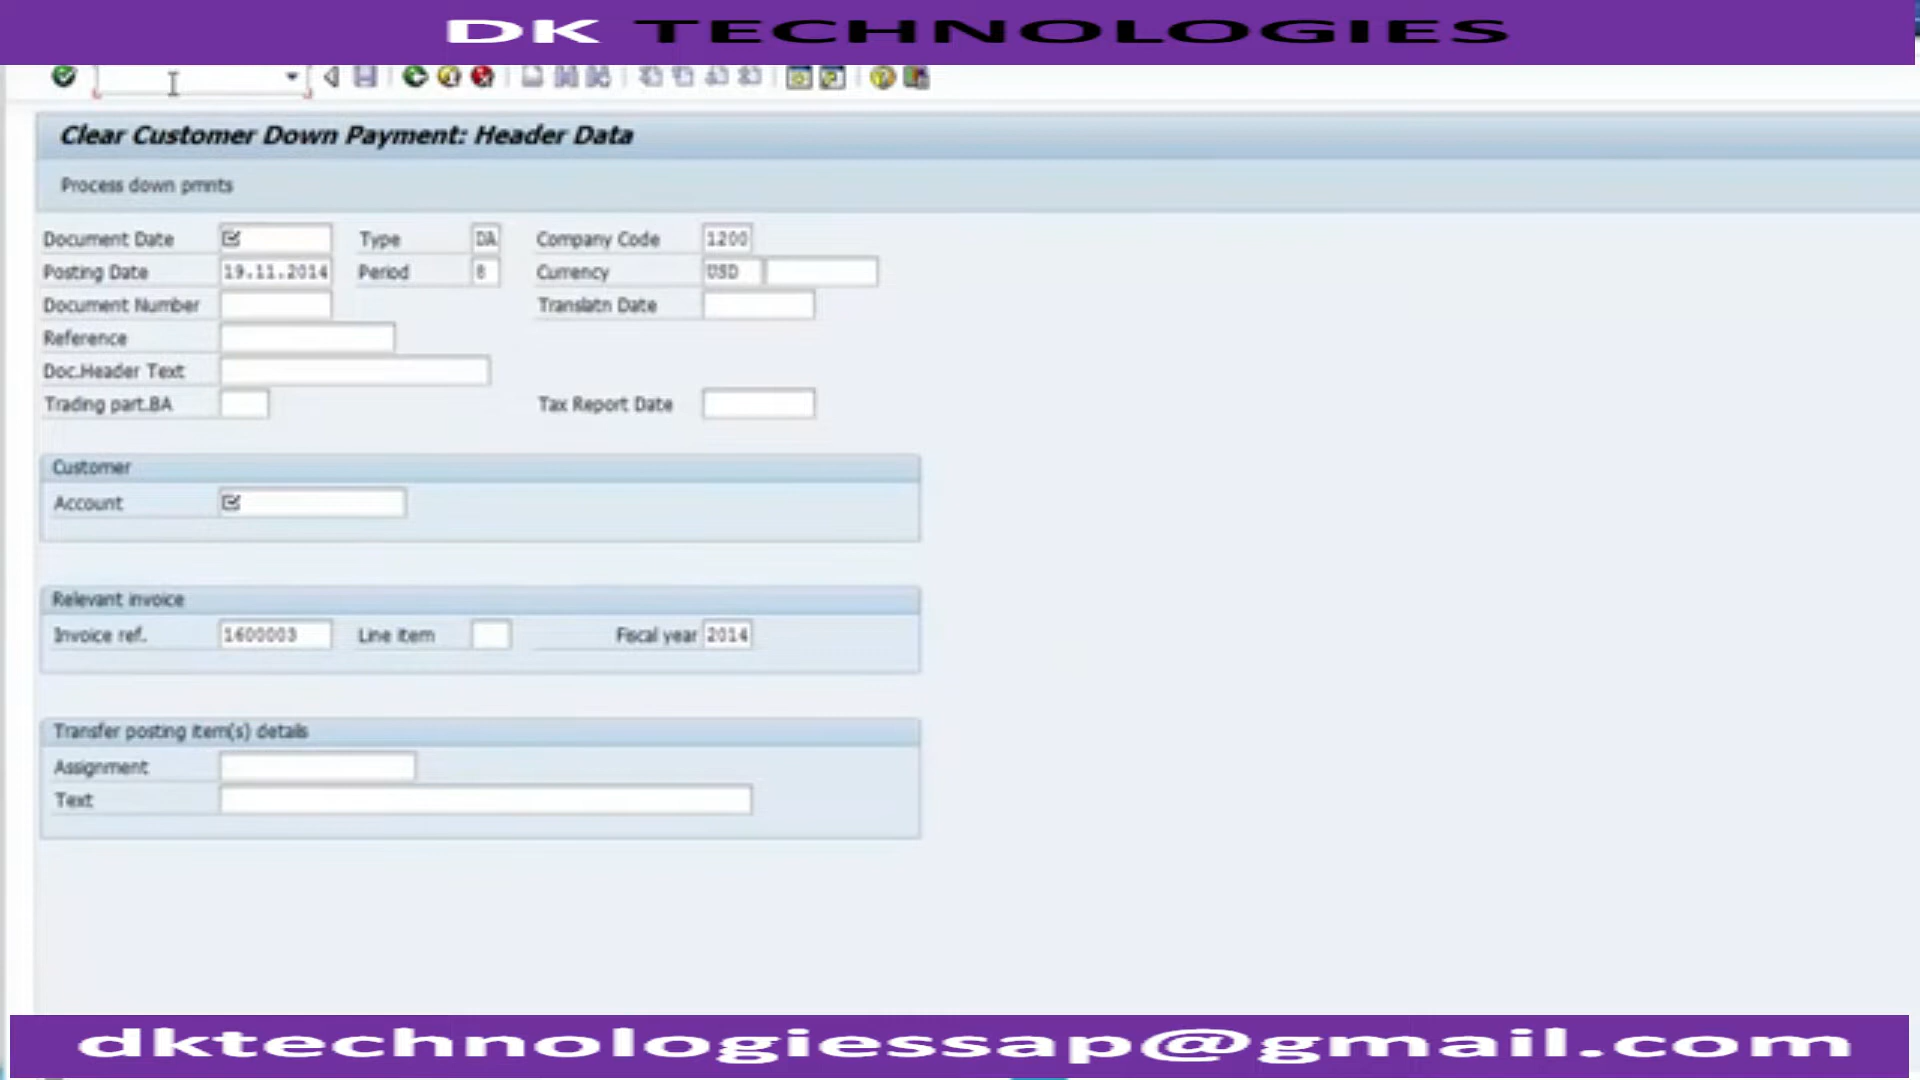 DK TECHNOLOGIES
Clear Customer Down Payment: Header Data
Process down pmnts
Document Date Type DA Company Code 1200
Posting Date 19.11.2014 Period 8 Currency USD
Document Number Translatn Date
Reference
Doc.Header Text
Trading part.BA Tax Report Date
Customer
Account
Relevant invoice
Invoice ref. 1600003 Line item Fiscal year 2014
Transfer posting item(s) details
Assignment
Text
dktechnologiessap@gmail.com